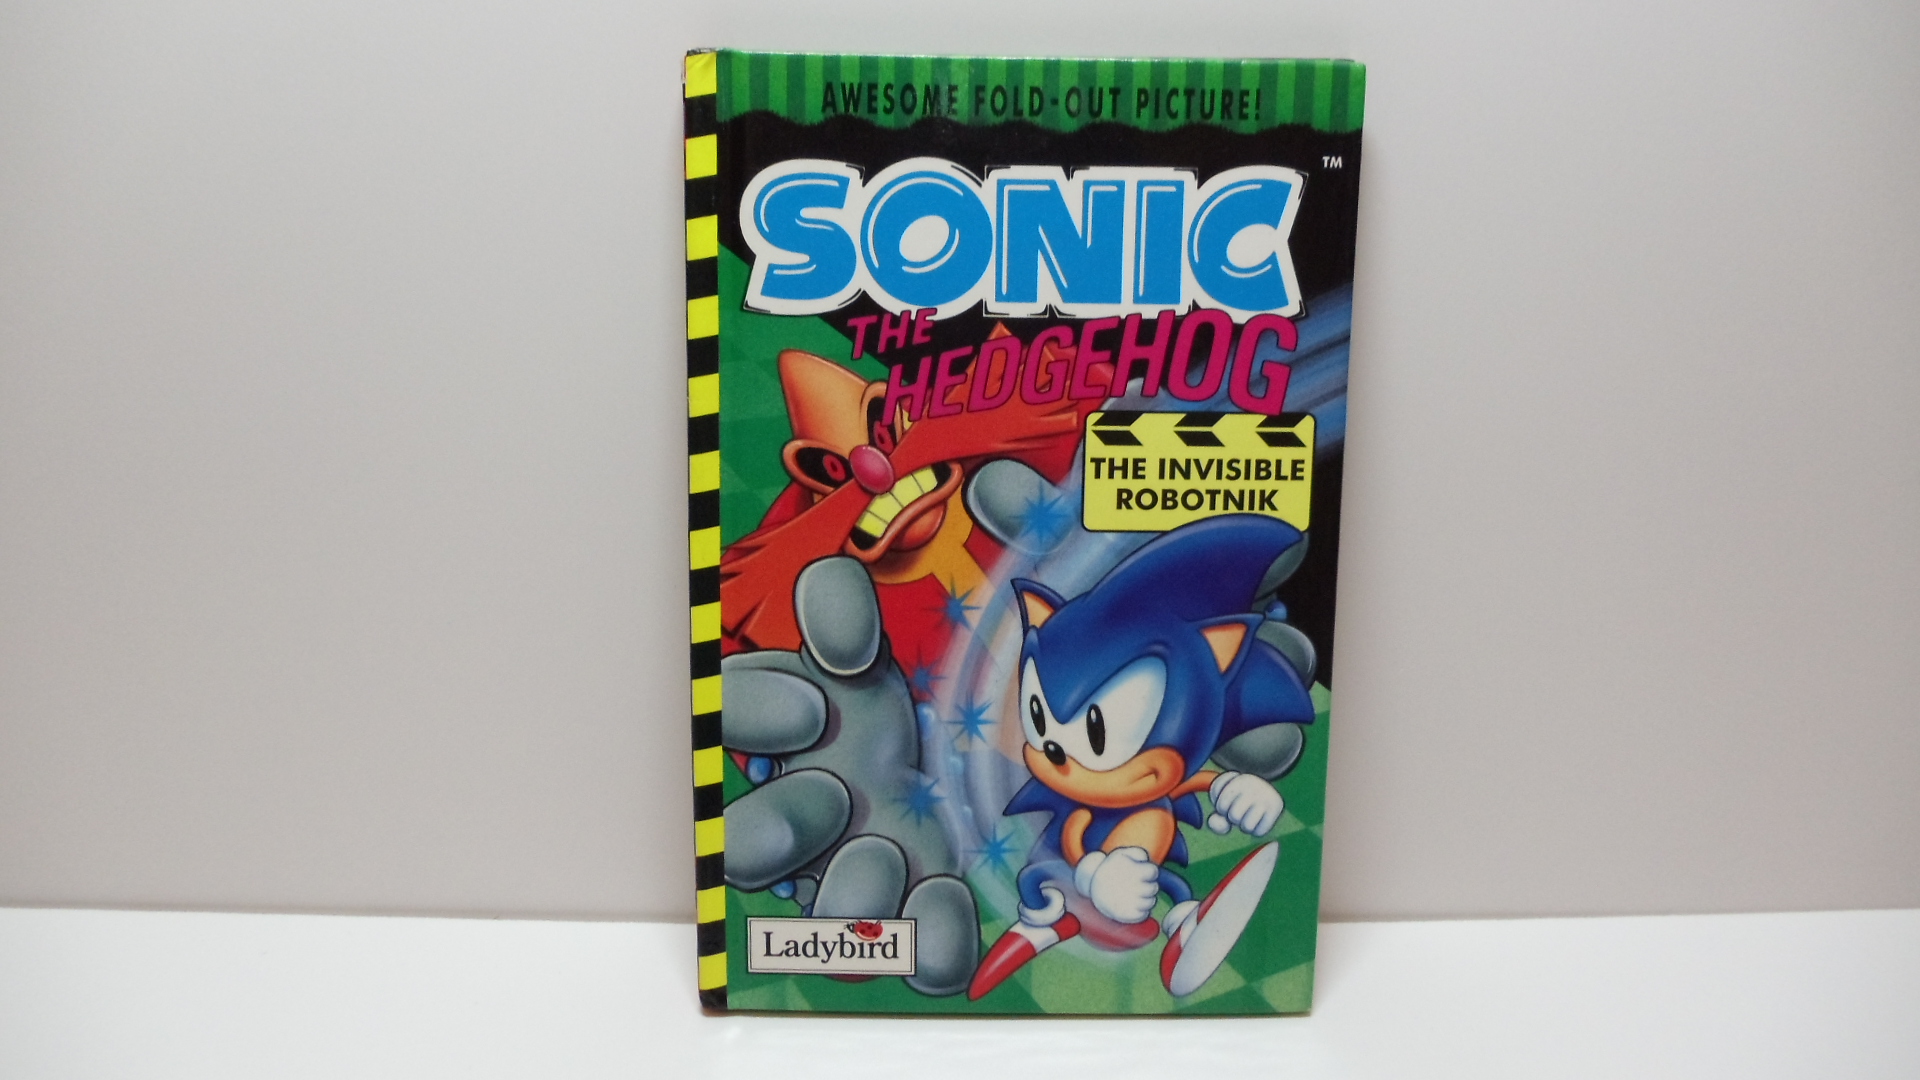 AWESOME FOLD-OUT PICTURE!
SONIC TM
THE
HEDGEHOG
THE INVISIBLE
ROBOTNIK
Ladybird